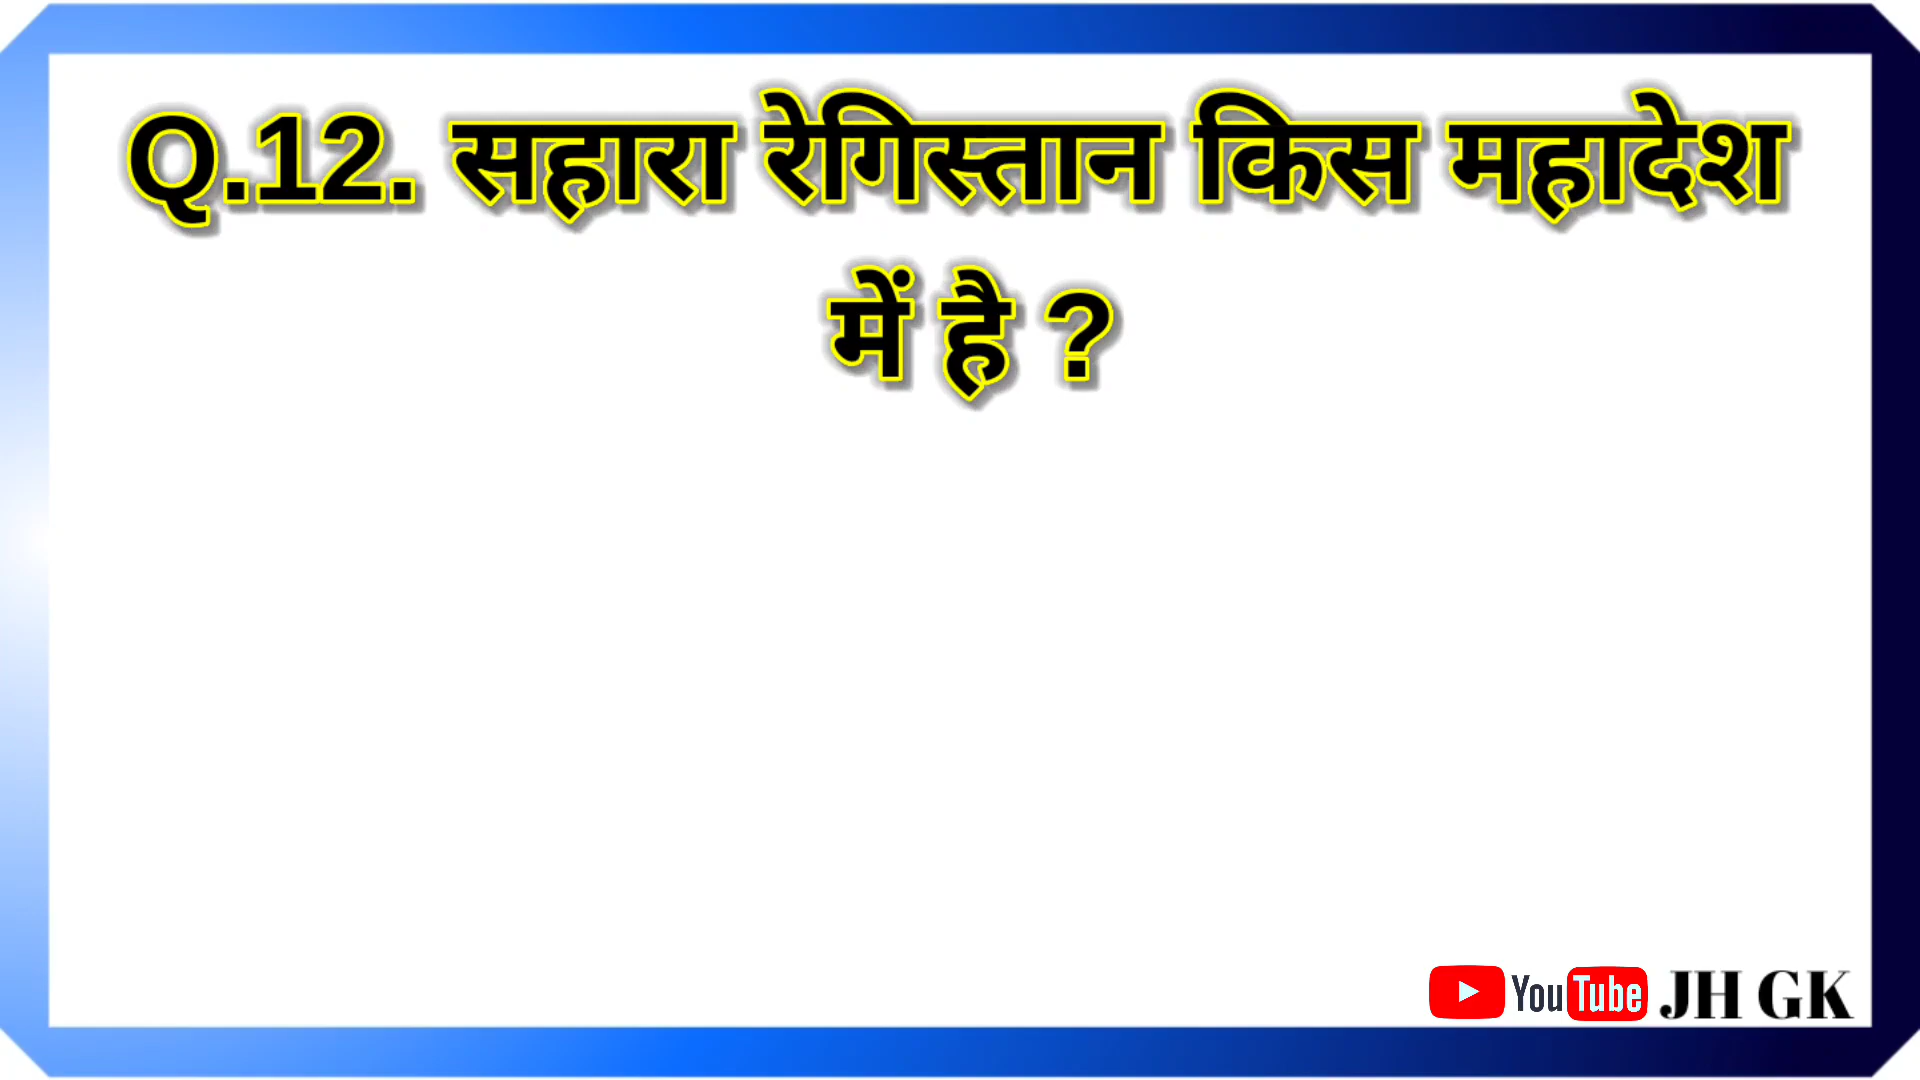 Q.12. सहारा रेगिस्तान किस महादेश
में है ?
YouTube JH GK